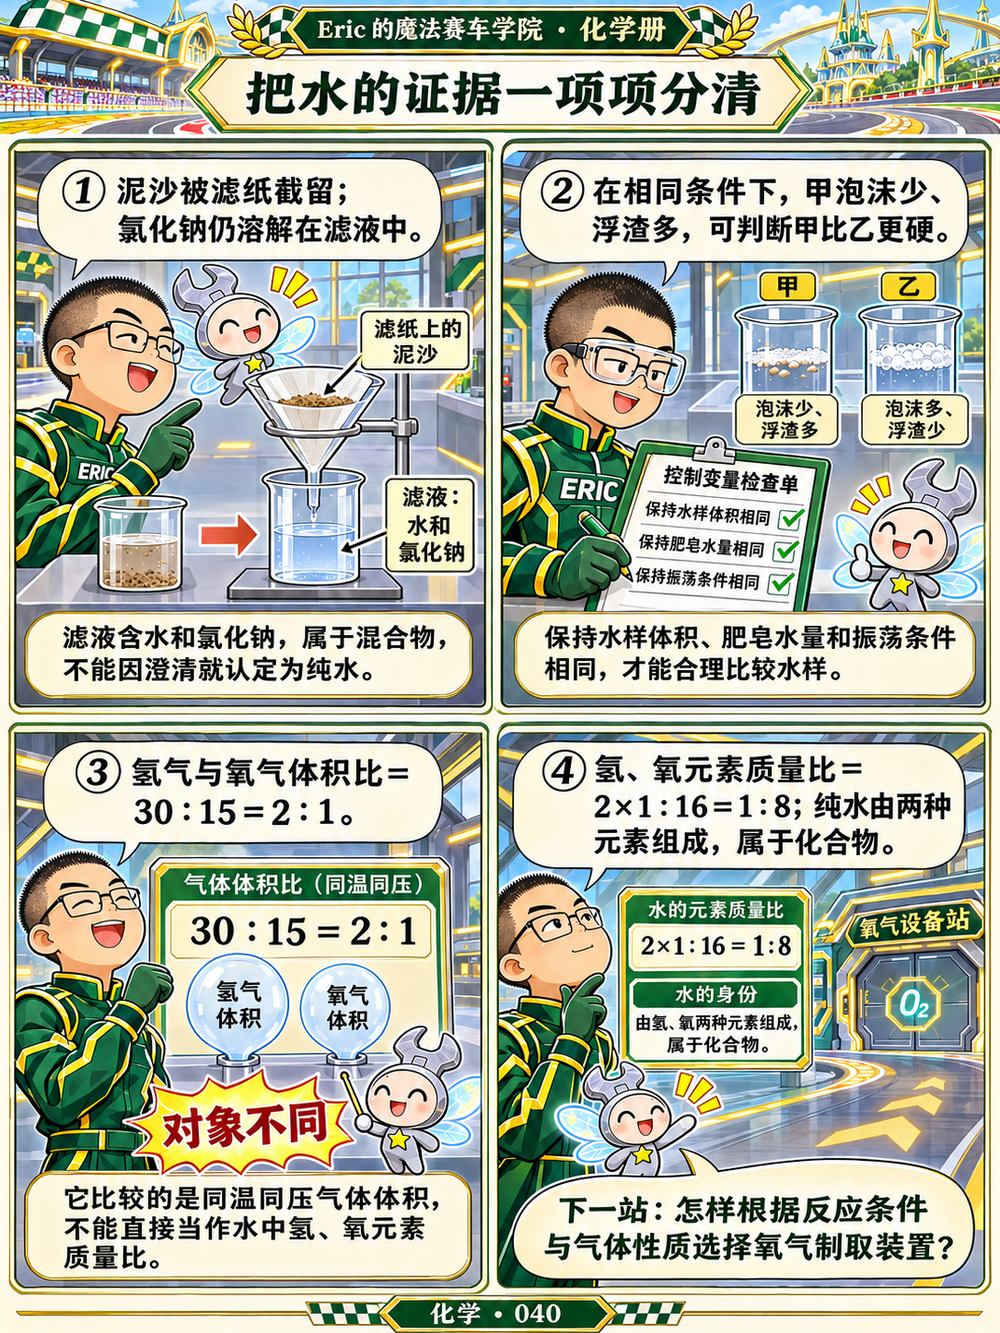 Eric 的魔法赛车学院 · 化学册
把水的证据一项项分清
① 泥沙被滤纸截留；
氯化钠仍溶解在滤液中。
滤纸上的
泥沙
ERIC
滤液：
水和
氯化钠
滤液含水和氯化钠，属于混合物，
不能因澄清就认定为纯水。
② 在相同条件下，甲泡沫少、
浮渣多，可判断甲比乙更硬。
甲
乙
泡沫少、
浮渣多
泡沫多、
浮渣少
ERIC
控制变量检查单
保持水样体积相同
保持肥皂水量相同
保持振荡条件相同
保持水样体积、肥皂水量和振荡条件
相同，才能合理比较水样。
③ 氢气与氧气体积比＝
30：15＝2：1。
气体体积比（同温同压）
30：15＝2：1
氢气
体积
氧气
体积
对象不同
它比较的是同温同压气体体积，
不能直接当作水中氢、氧元素
质量比。
④ 氢、氧元素质量比＝
2×1：16＝1：8；纯水由两种
元素组成，属于化合物。
水的元素质量比
2×1：16＝1：8
水的身份
由氢、氧两种元素组成，
属于化合物。
氧气设备站
O₂
下一站：怎样根据反应条件
与气体性质选择氧气制取装置？
化学 · 040